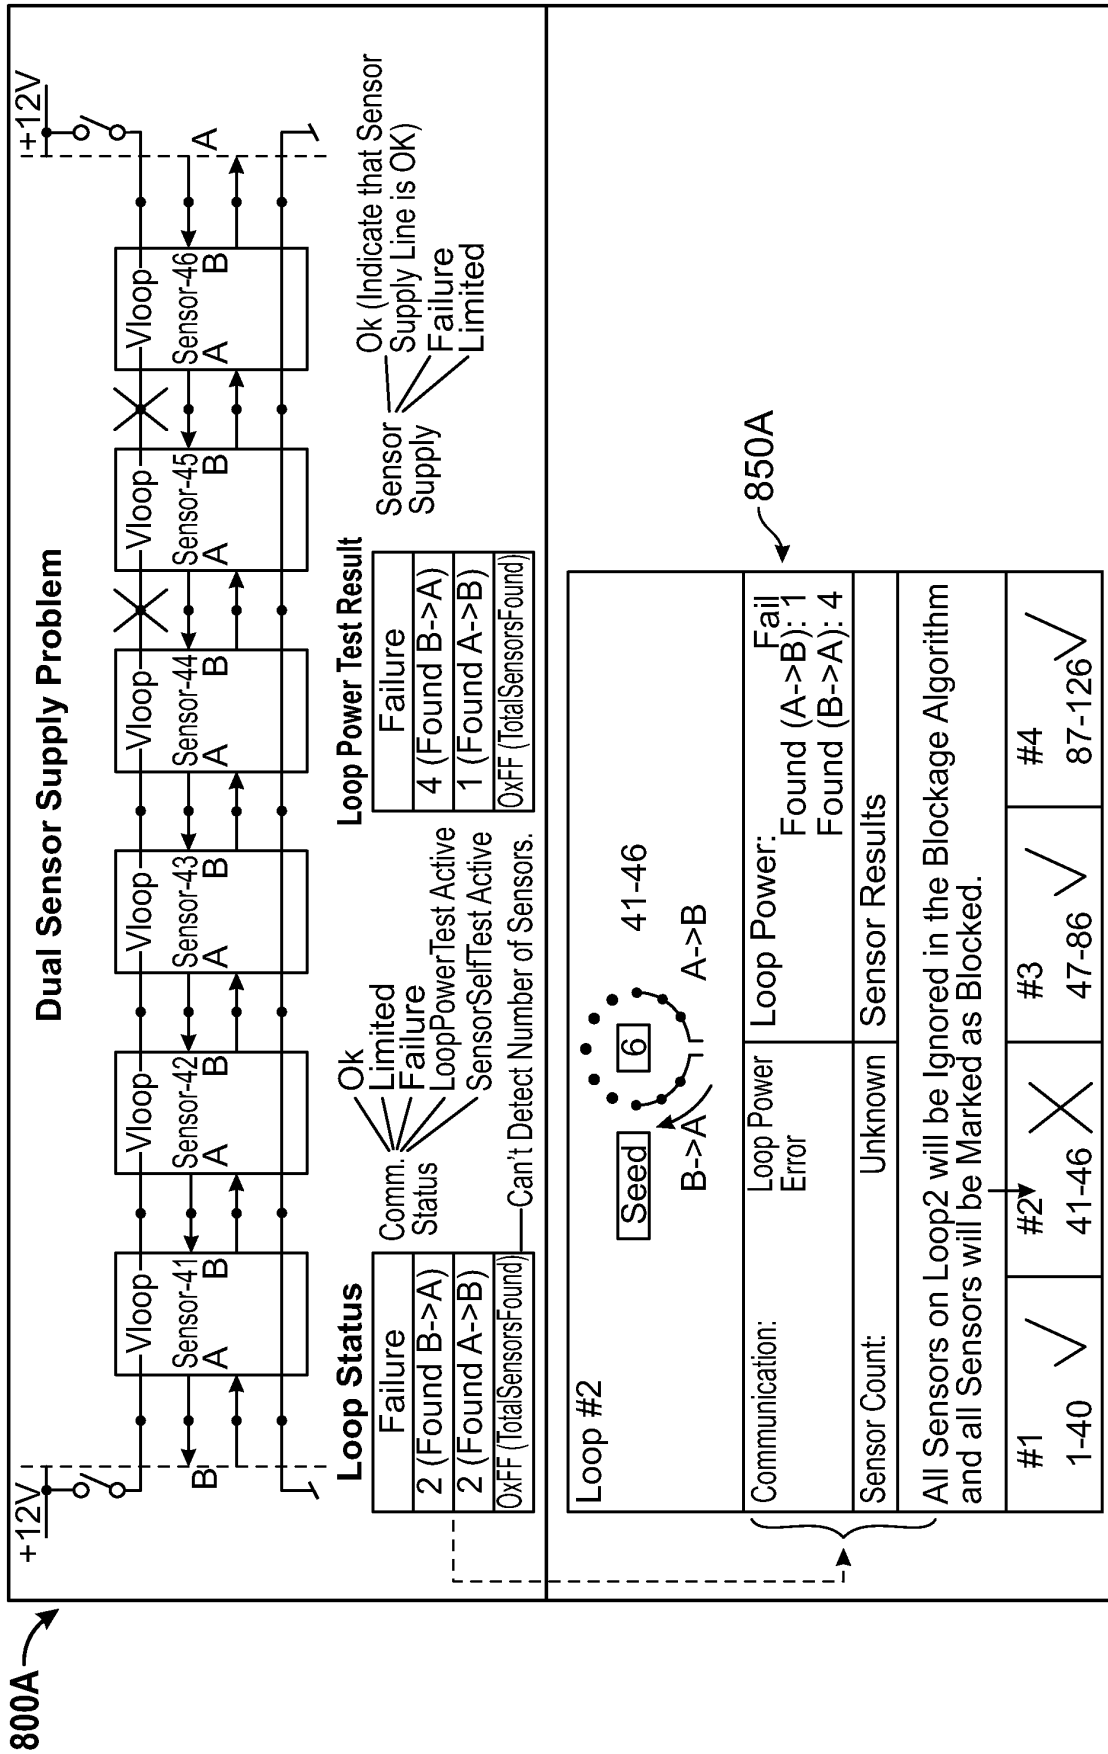 800A
Dual Sensor Supply Problem
+12V
+12V
Vloop
Vloop
Vloop
Vloop
Vloop
Vloop
Sensor-41
Sensor-42
Sensor-43
Sensor-44
Sensor-45
Sensor-46
B
A
B
A
B
A
B
A
B
A
B
A
B
A
Loop Status
Failure
2 (Found B->A)
2 (Found A->B)
OxFF (TotalSensorsFound)
Comm.
Status
Ok
Limited
Failure
LoopPowerTest Active
SensorSelfTest Active
Can't Detect Number of Sensors.
Loop Power Test Result
Failure
4 (Found B->A)
1 (Found A->B)
OxFF (TotalSensorsFound)
Sensor
Supply
Ok (Indicate that Sensor
Supply Line is OK)
Failure
Limited
850A
Loop #2
Seed
6
41-46
B->A
A->B
Communication:
Loop Power
Error
Loop Power:
Fail
Found (A->B): 1
Found (B->A): 4
Sensor Count:
Unknown
Sensor Results
All Sensors on Loop2 will be Ignored in the Blockage Algorithm
and all Sensors will be Marked as Blocked.
#1
#2
#3
#4
1-40
41-46
47-86
87-126